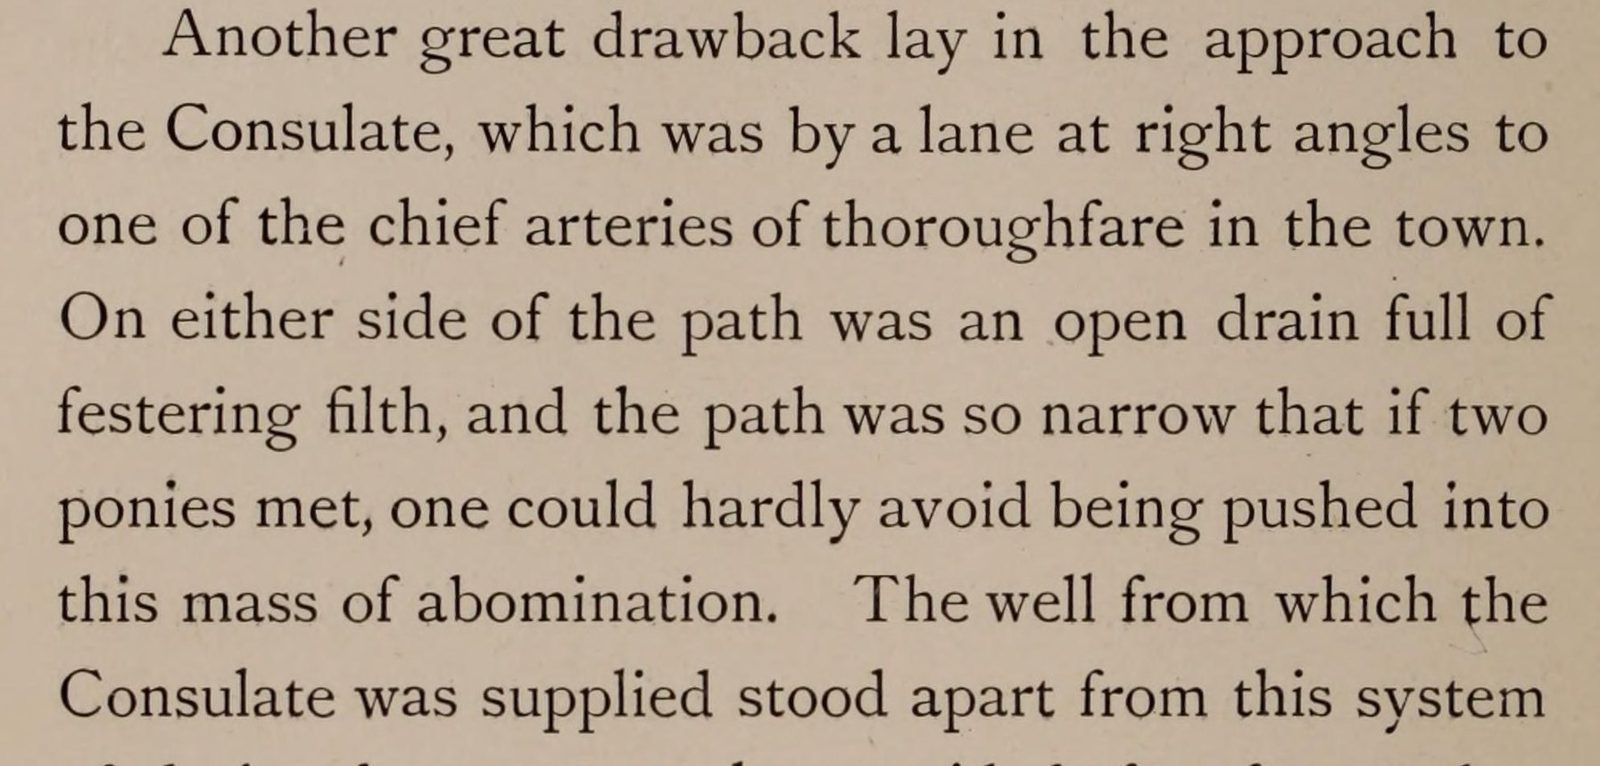 Another great drawback lay in the approach to
the Consulate, which was by a lane at right angles to
one of the chief arteries of thoroughfare in the town.
On either side of the path was an open drain full of
festering filth, and the path was so narrow that if two
ponies met, one could hardly avoid being pushed into
this mass of abomination. The well from which the
Consulate was supplied stood apart from this system